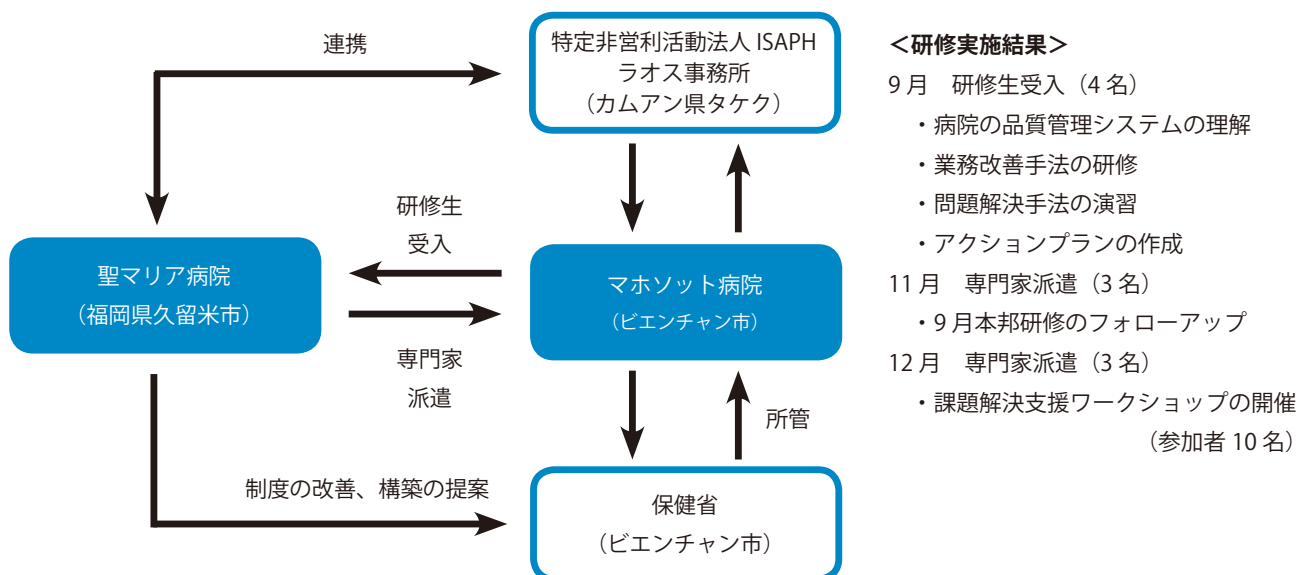 連携
特定非営利活動法人 ISAPH
ラオス事務所
（カムアン県タケク）
研修生
受入
聖マリア病院
（福岡県久留米市）
マホソット病院
（ビエンチャン市）
専門家
派遣
所管
制度の改善、構築の提案
保健省
（ビエンチャン市）
＜研修実施結果＞
9 月　研修生受入（4 名）
・病院の品質管理システムの理解
・業務改善手法の研修
・問題解決手法の演習
・アクションプランの作成
11 月　専門家派遣（3 名）
・9 月本邦研修のフォローアップ
12 月　専門家派遣（3 名）
・課題解決支援ワークショップの開催
（参加者 10 名）